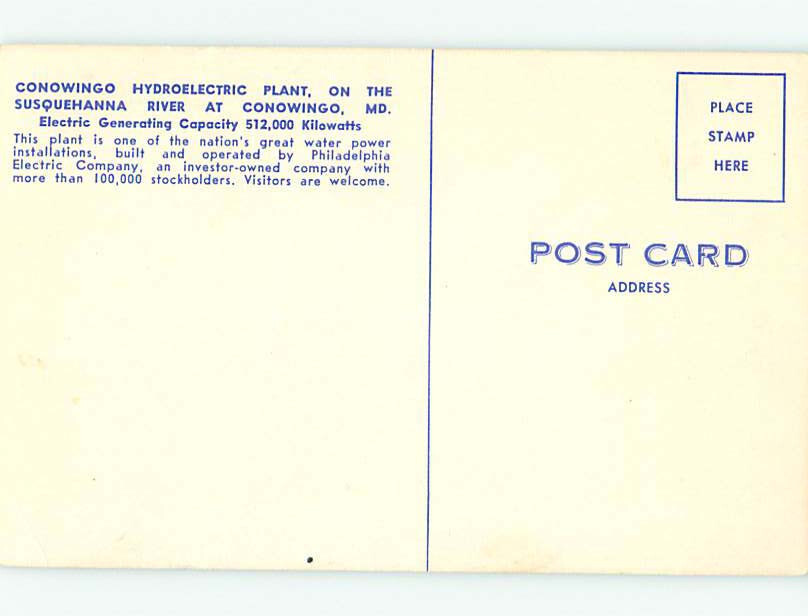 CONOWINGO HYDROELECTRIC PLANT, ON THE
SUSQUEHANNA RIVER AT CONOWINGO, MD.
Electric Generating Capacity 512,000 Kilowatts
This plant is one of the nation's great water power
installations, built and operated by Philadelphia
Electric Company, an investor-owned company with
more than 100,000 stockholders. Visitors are welcome.
PLACE
STAMP
HERE
POST CARD
ADDRESS